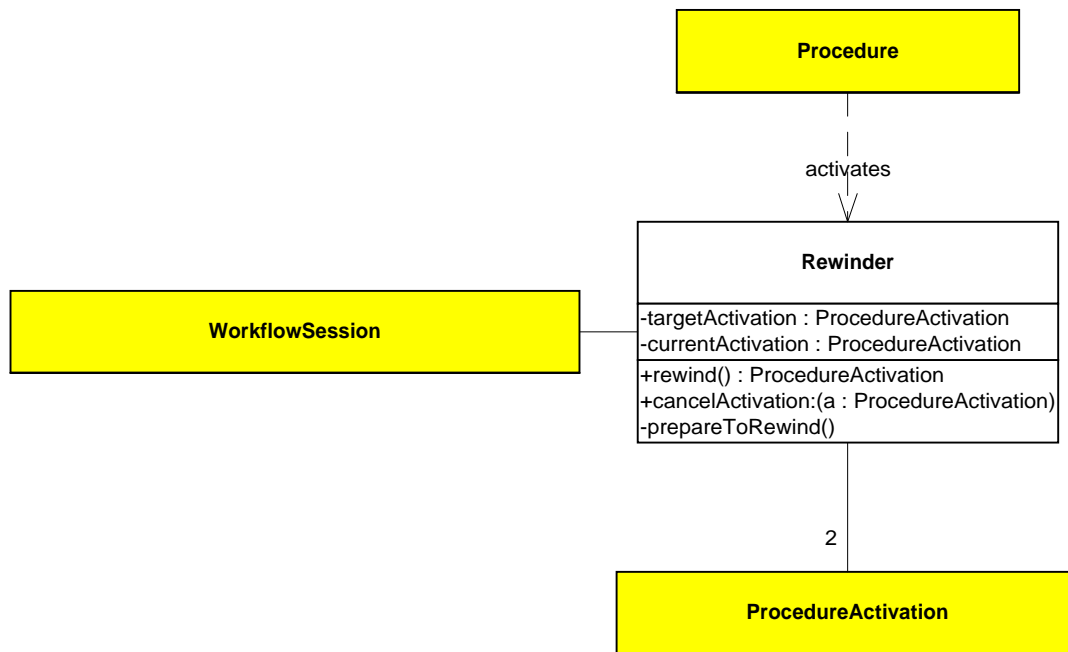 Procedure
activates
Rewinder
-targetActivation : ProcedureActivation
-currentActivation : ProcedureActivation
WorkflowSession
+rewind() : ProcedureActivation
+cancelActivation:(a : ProcedureActivation)
-prepareToRewind()
2
ProcedureActivation